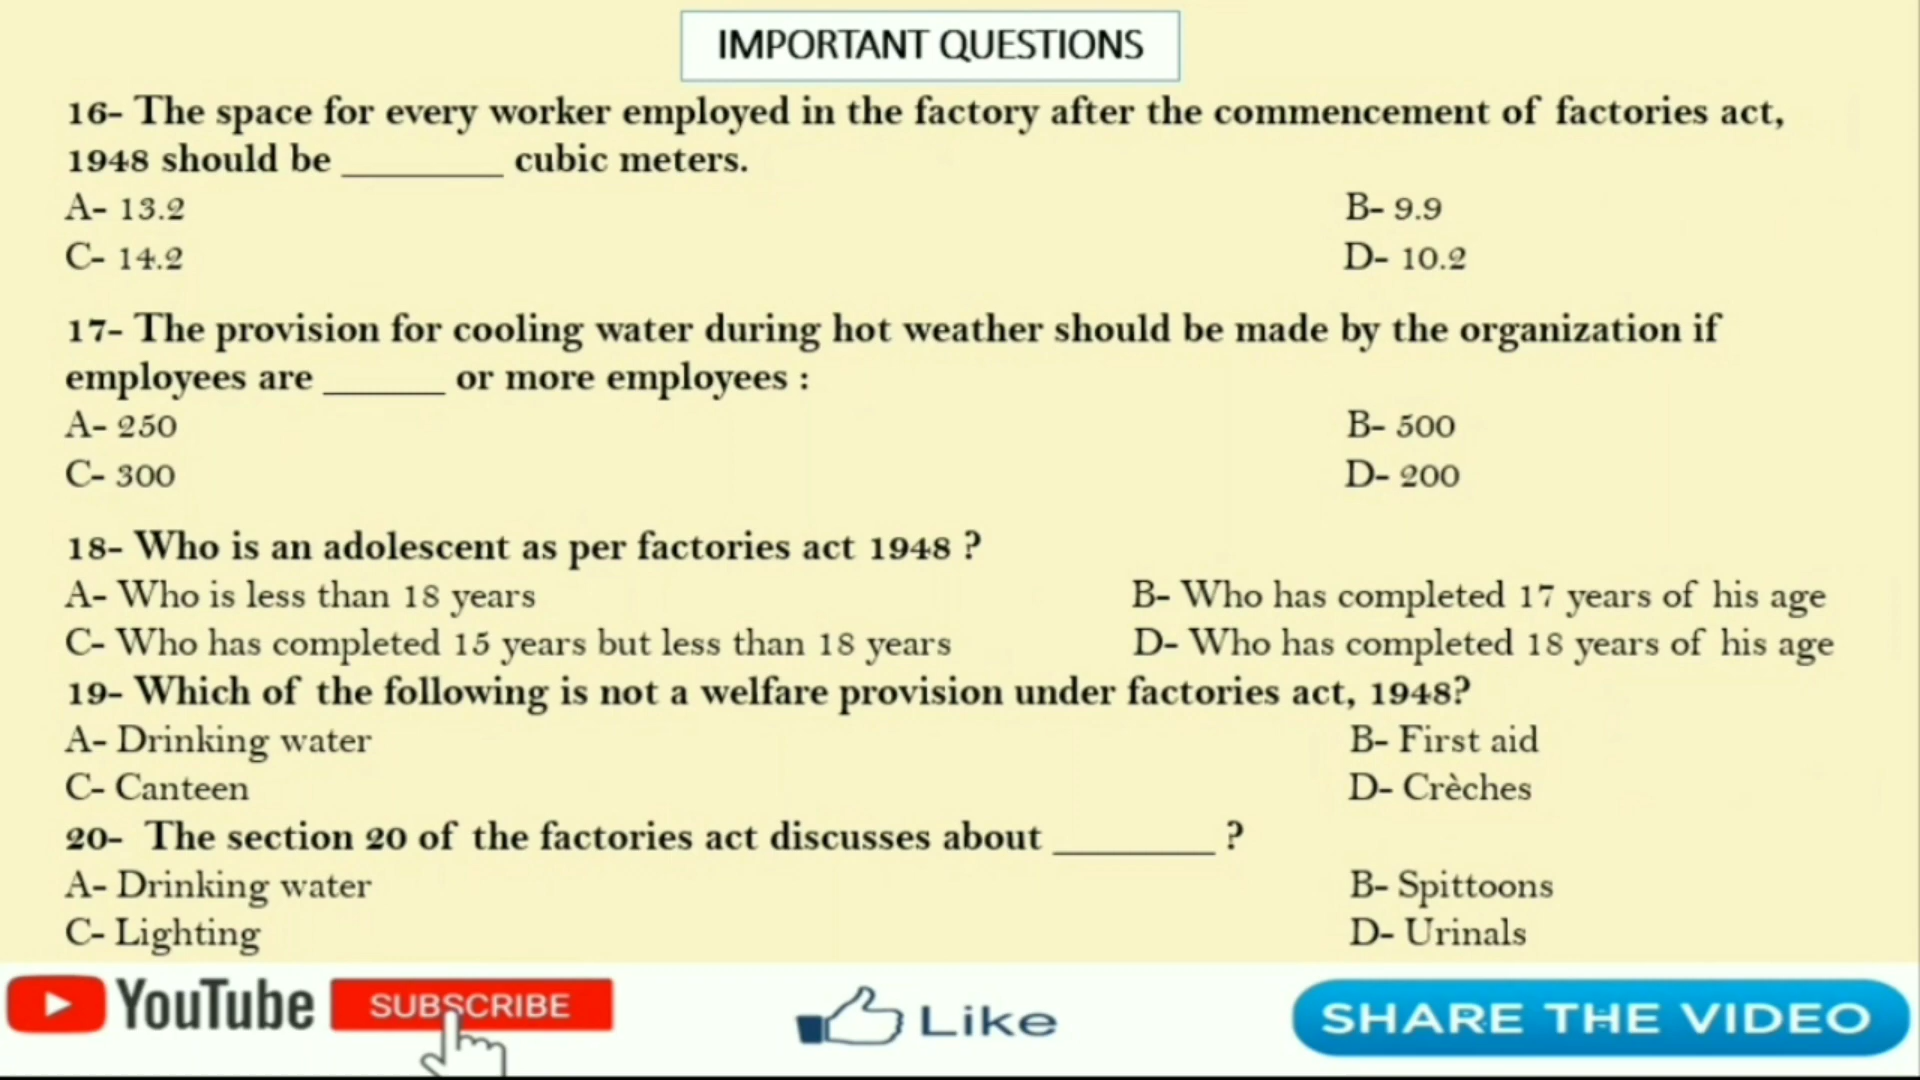 IMPORTANT QUESTIONS
16- The space for every worker employed in the factory after the commencement of factories act,
1948 should be ________ cubic meters.
A- 13.2 B- 9.9
C- 14.2 D- 10.2
17- The provision for cooling water during hot weather should be made by the organization if
employees are ______ or more employees :
A- 250 B- 500
C- 300 D- 200
18- Who is an adolescent as per factories act 1948 ?
A- Who is less than 18 years B- Who has completed 17 years of his age
C- Who has completed 15 years but less than 18 years D- Who has completed 18 years of his age
19- Which of the following is not a welfare provision under factories act, 1948?
A- Drinking water B- First aid
C- Canteen D- Crèches
20- The section 20 of the factories act discusses about ________ ?
A- Drinking water B- Spittoons
C- Lighting D- Urinals
YouTube SUBSCRIBE Like SHARE THE VIDEO